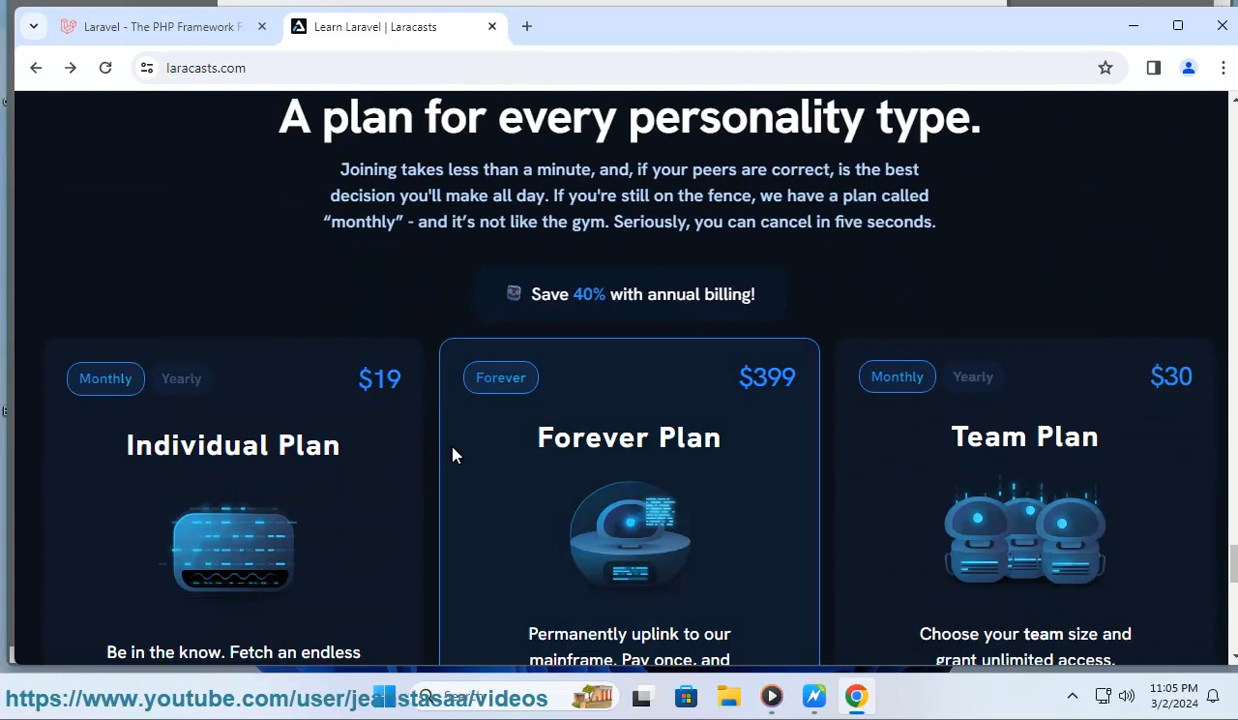 Laravel - The PHP Framework F
Learn Laravel | Laracasts
laracasts.com
A plan for every personality type.
Joining takes less than a minute, and, if your peers are correct, is the best
decision you'll make all day. If you're still on the fence, we have a plan called
“monthly” - and it’s not like the gym. Seriously, you can cancel in five seconds.
Save 40% with annual billing!
Monthly Yearly $19
Forever $399
Monthly Yearly $30
Individual Plan
Forever Plan
Team Plan
Be in the know. Fetch an endless
Permanently uplink to our
mainframe. Pay once, and
Choose your team size and
grant unlimited access.
https://www.youtube.com/user/jeanstasaa/videos
11:05 PM
3/2/2024